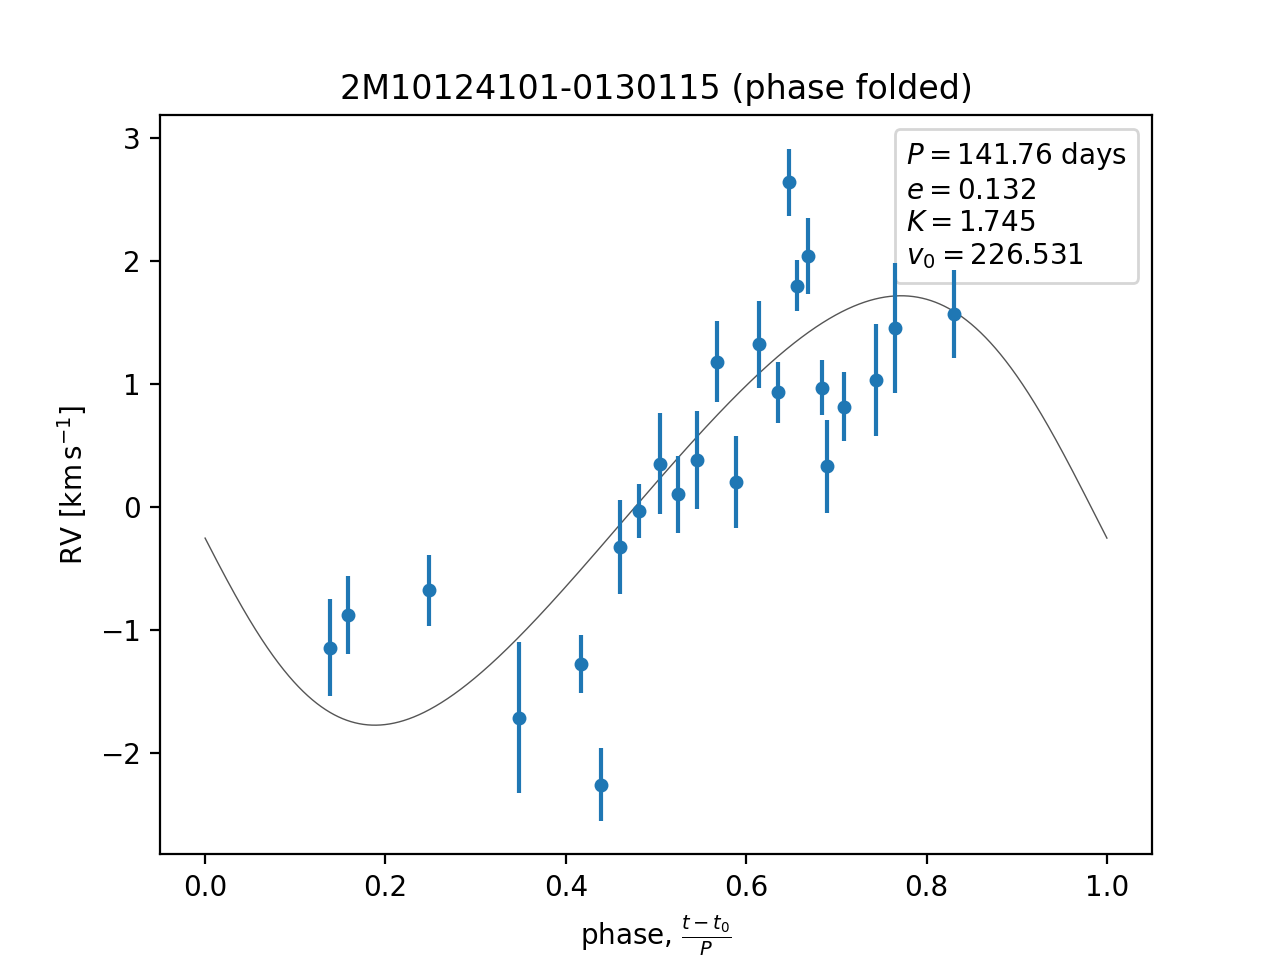 2M10124101-0130115 (phase folded)
P = 141.76 days
e = 0.132
K = 1.745
v₀ = 226.531
RV [km s⁻¹]
3
2
1
0
−1
−2
0.0 0.2 0.4 0.6 0.8 1.0
phase, (t − t₀)/P